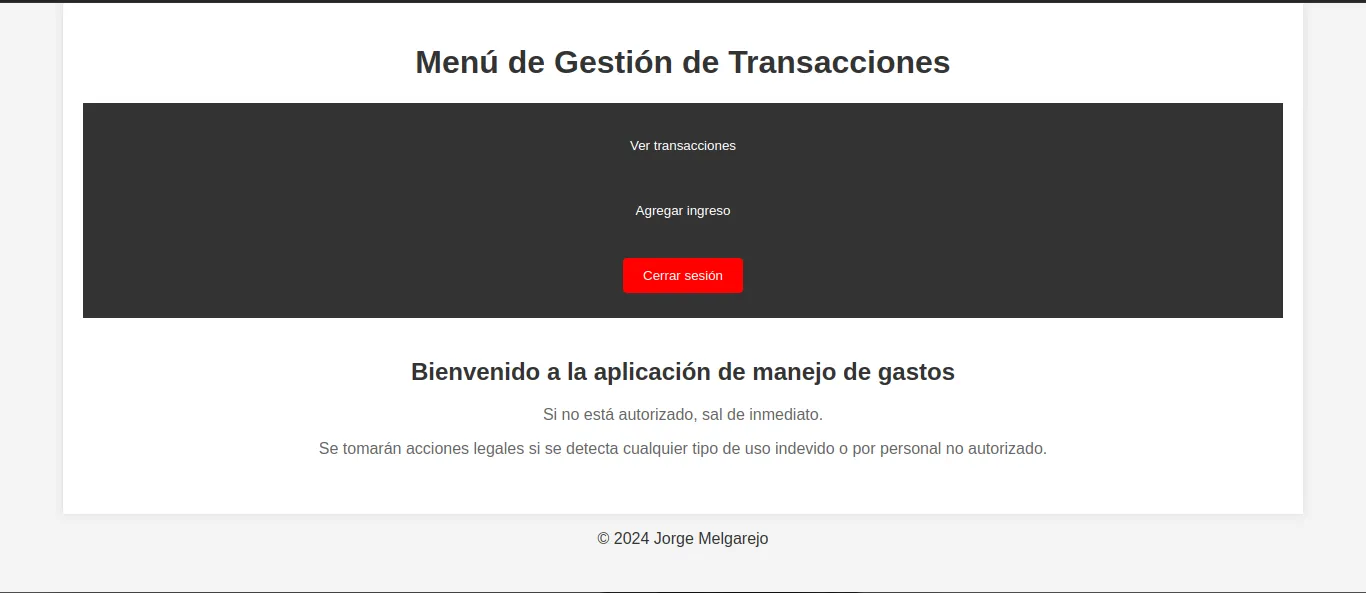 Menú de Gestión de Transacciones
Ver transacciones
Agregar ingreso
Cerrar sesión
Bienvenido a la aplicación de manejo de gastos
Si no está autorizado, sal de inmediato.
Se tomarán acciones legales si se detecta cualquier tipo de uso indevido o por personal no autorizado.
© 2024 Jorge Melgarejo